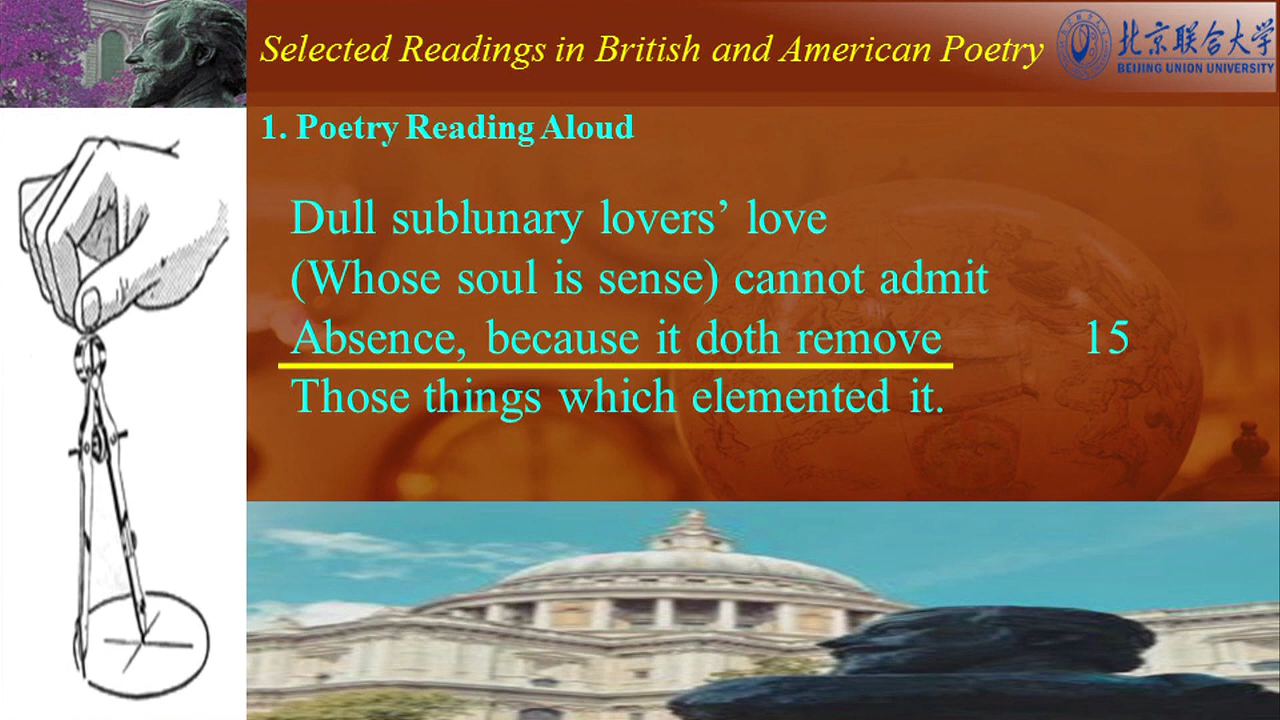 Selected Readings in British and American Poetry
北京联合大学
BEIJING UNION UNIVERSITY
1. Poetry Reading Aloud
Dull sublunary lovers’ love
(Whose soul is sense) cannot admit
Absence, because it doth remove 15
Those things which elemented it.